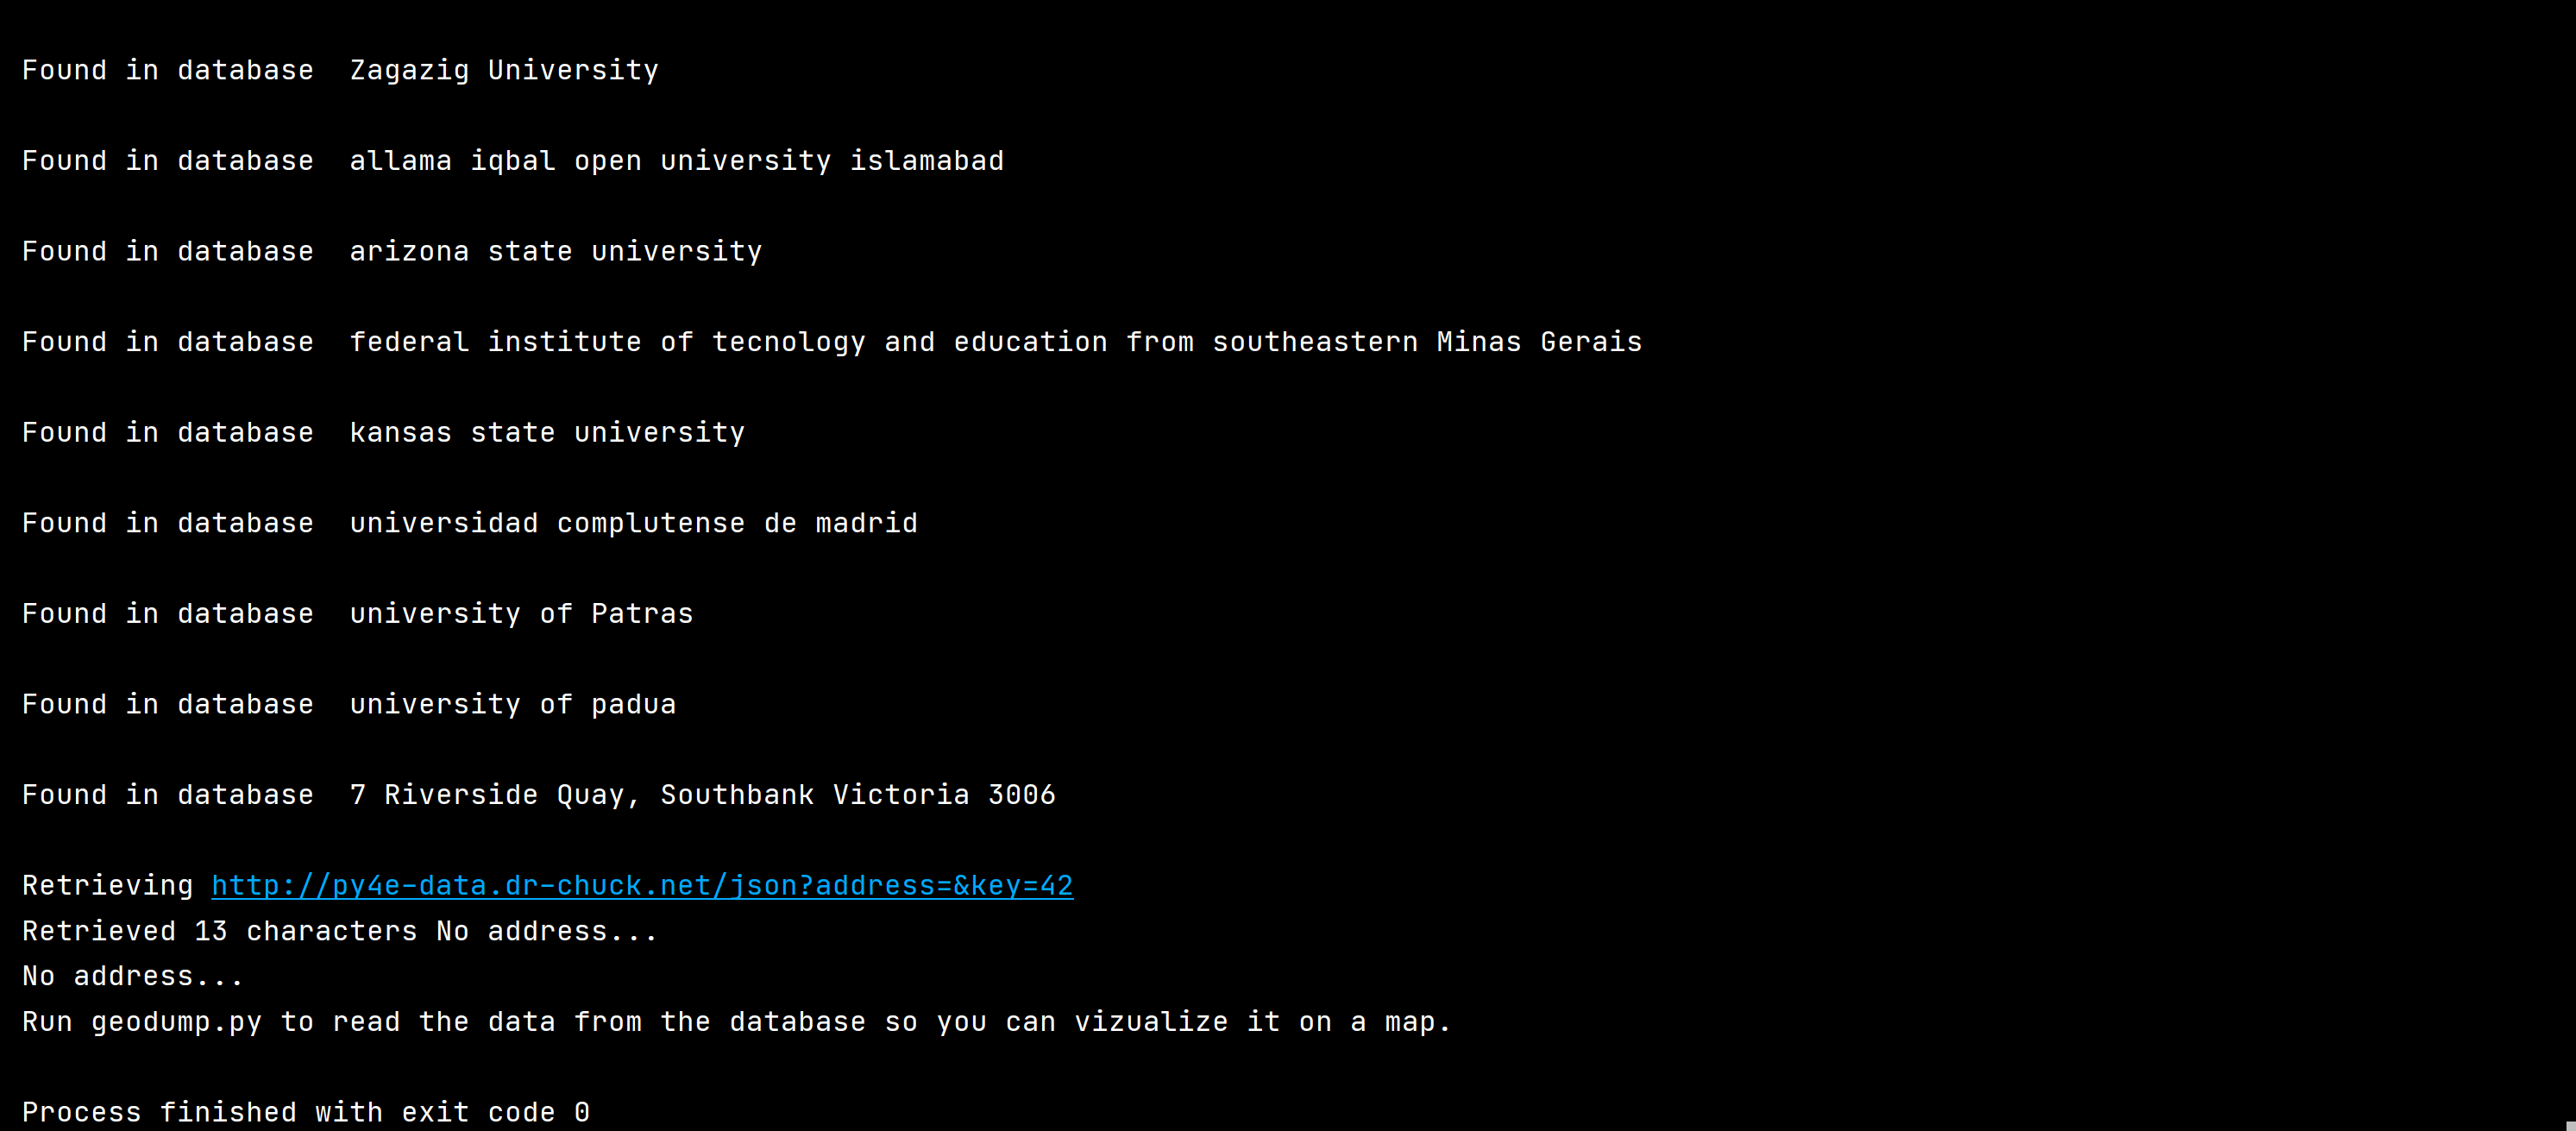 Found in database  Zagazig University
Found in database  allama iqbal open university islamabad
Found in database  arizona state university
Found in database  federal institute of tecnology and education from southeastern Minas Gerais
Found in database  kansas state university
Found in database  universidad complutense de madrid
Found in database  university of Patras
Found in database  university of padua
Found in database  7 Riverside Quay, Southbank Victoria 3006
Retrieving http://py4e-data.dr-chuck.net/json?address=&key=42
Retrieved 13 characters No address...
No address...
Run geodump.py to read the data from the database so you can vizualize it on a map.
Process finished with exit code 0